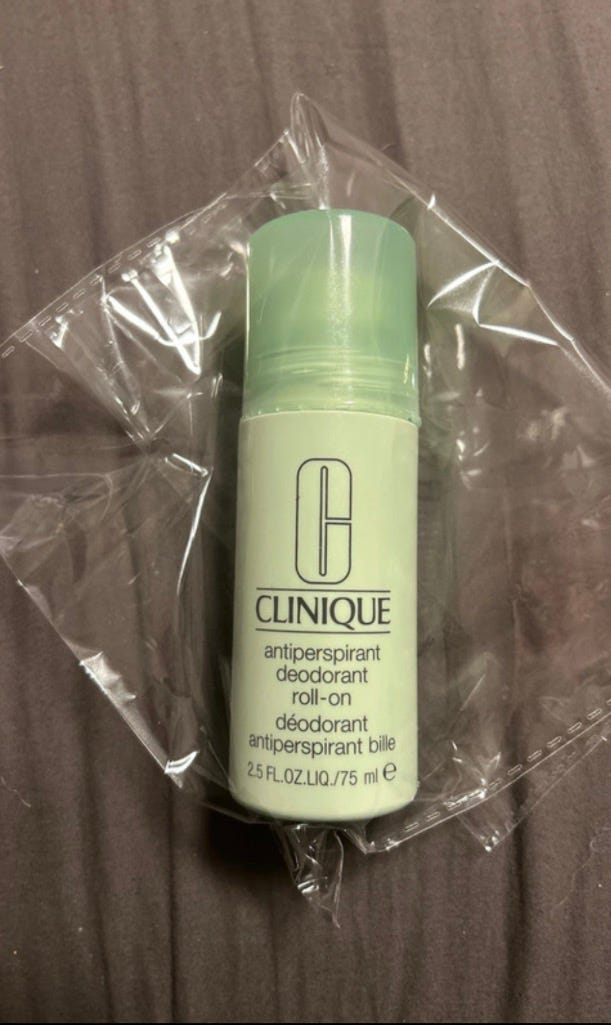 C
CLINIQUE
antiperspirant
deodorant
roll-on
déodorant
antiperspirant bille
2.5 FL.OZ.LIQ./75 ml ℮